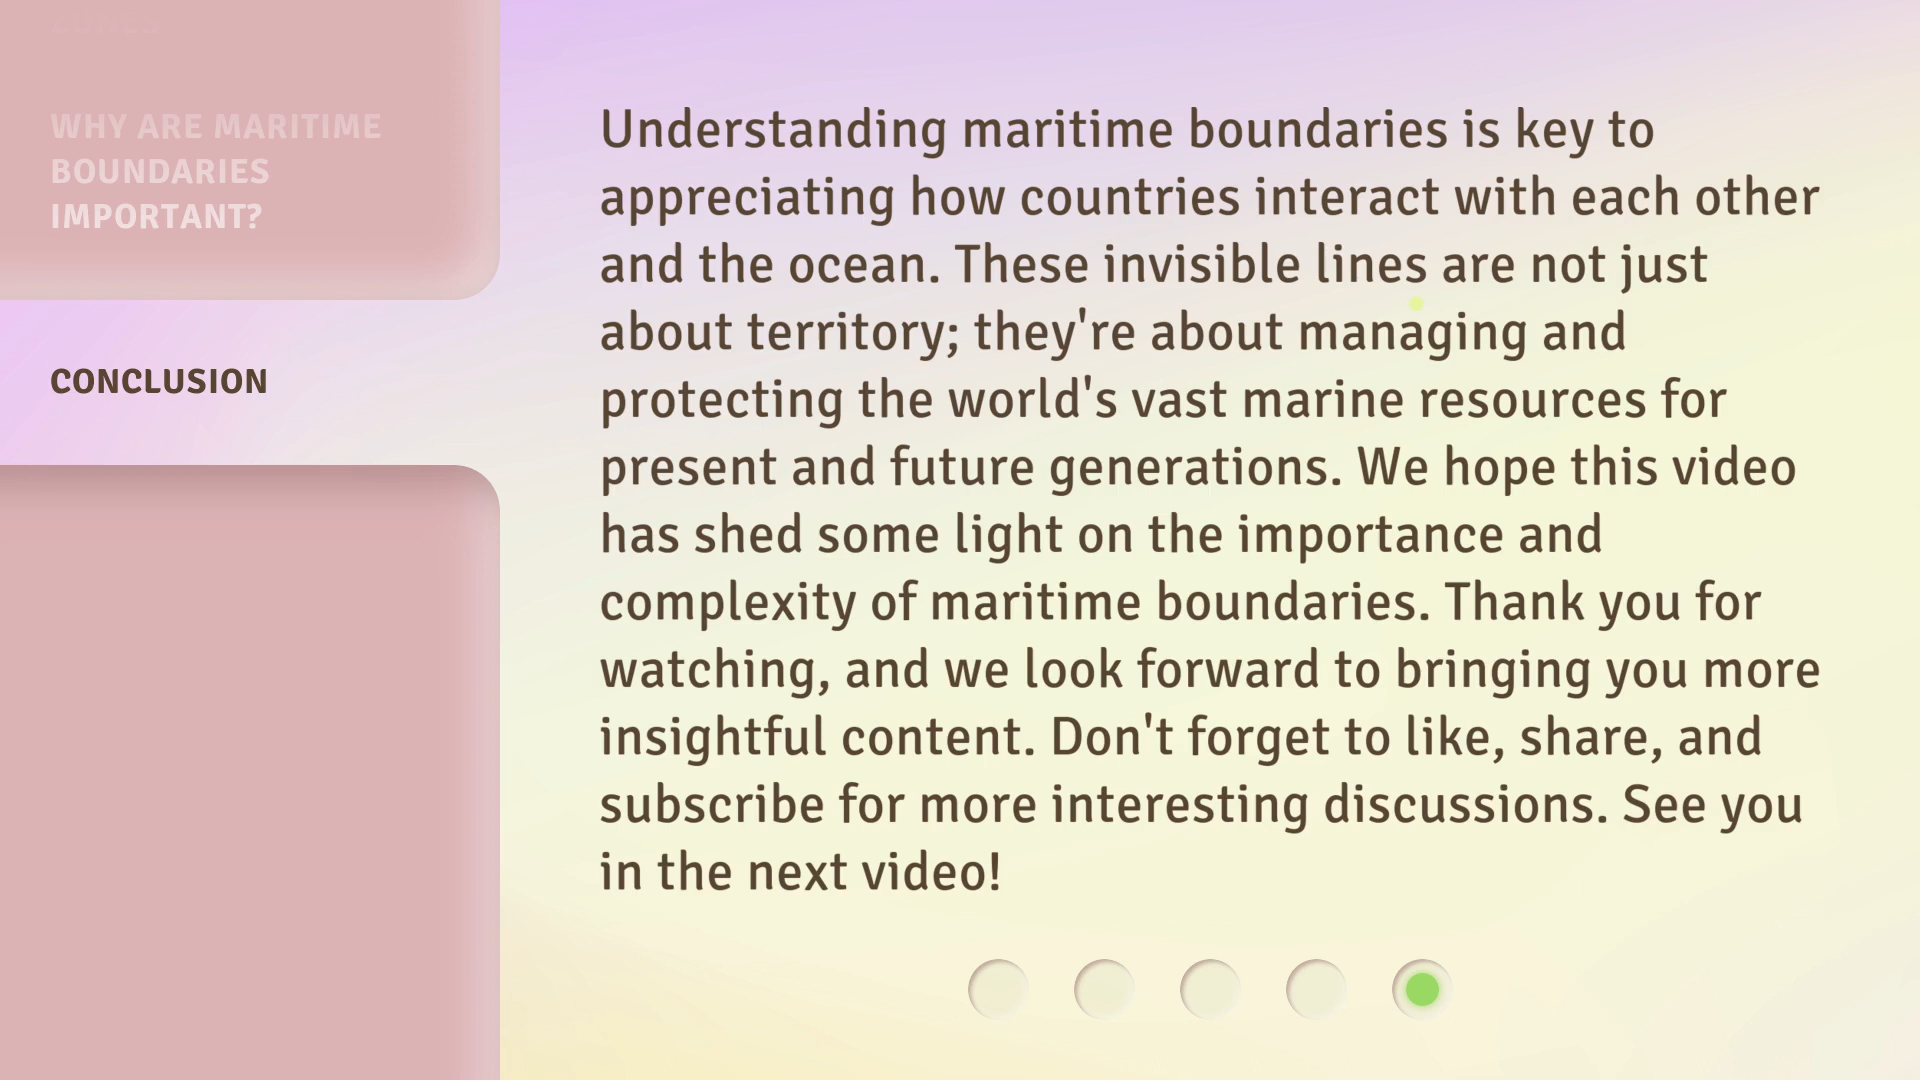 WHY ARE MARITIME
BOUNDARIES
IMPORTANT?
CONCLUSION
Understanding maritime boundaries is key to
appreciating how countries interact with each other
and the ocean. These invisible lines are not just
about territory; they're about managing and
protecting the world's vast marine resources for
present and future generations. We hope this video
has shed some light on the importance and
complexity of maritime boundaries. Thank you for
watching, and we look forward to bringing you more
insightful content. Don't forget to like, share, and
subscribe for more interesting discussions. See you
in the next video!